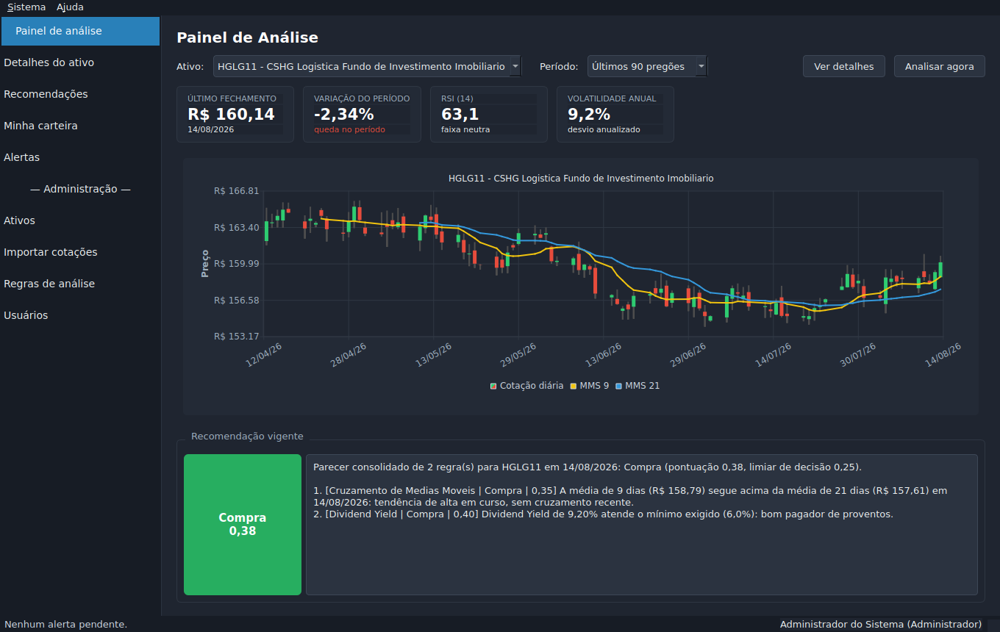 Sistema Ajuda
Painel de análise
Detalhes do ativo
Recomendações
Minha carteira
Alertas
— Administração —
Ativos
Importar cotações
Regras de análise
Usuários
Painel de Análise
Ativo: HGLG11 - CSHG Logistica Fundo de Investimento Imobiliario Período: Últimos 90 pregões Ver detalhes Analisar agora
ÚLTIMO FECHAMENTO
R$ 160,14
14/08/2026
VARIAÇÃO DO PERÍODO
-2,34%
queda no período
RSI (14)
63,1
faixa neutra
VOLATILIDADE ANUAL
9,2%
desvio anualizado
HGLG11 - CSHG Logistica Fundo de Investimento Imobiliario
Preço
R$ 166.81
R$ 163.40
R$ 159.99
R$ 156.58
R$ 153.17
12/04/26 28/04/26 13/05/26 29/05/26 13/06/26 29/06/26 14/07/26 30/07/26 14/08/26
Cotação diária MMS 9 MMS 21
Recomendação vigente
Compra
0,38
Parecer consolidado de 2 regra(s) para HGLG11 em 14/08/2026: Compra (pontuação 0,38, limiar de decisão 0,25).
1. [Cruzamento de Medias Moveis | Compra | 0,35] A média de 9 dias (R$ 158,79) segue acima da média de 21 dias (R$ 157,61) em
14/08/2026: tendência de alta em curso, sem cruzamento recente.
2. [Dividend Yield | Compra | 0,40] Dividend Yield de 9,20% atende o mínimo exigido (6,0%): bom pagador de proventos.
Nenhum alerta pendente.
Administrador do Sistema (Administrador)